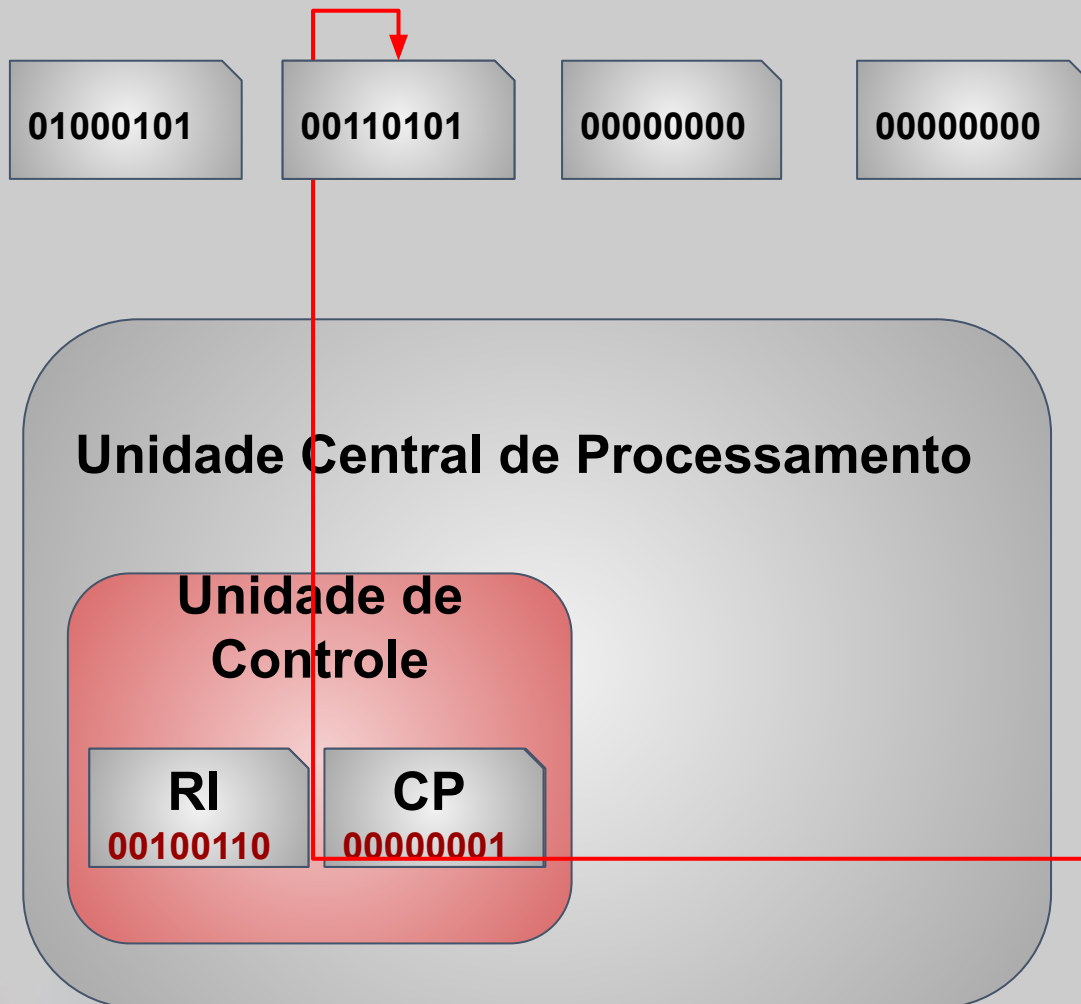 01000101 00110101 00000000 00000000
Unidade Central de Processamento
Unidade de
Controle
RI CP
00100110 00000001